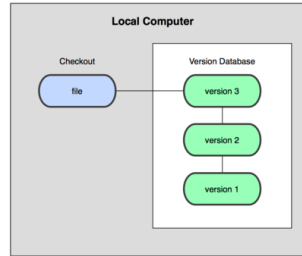 Local Computer
Checkout
Version Database
file
version 3
version 2
version 1